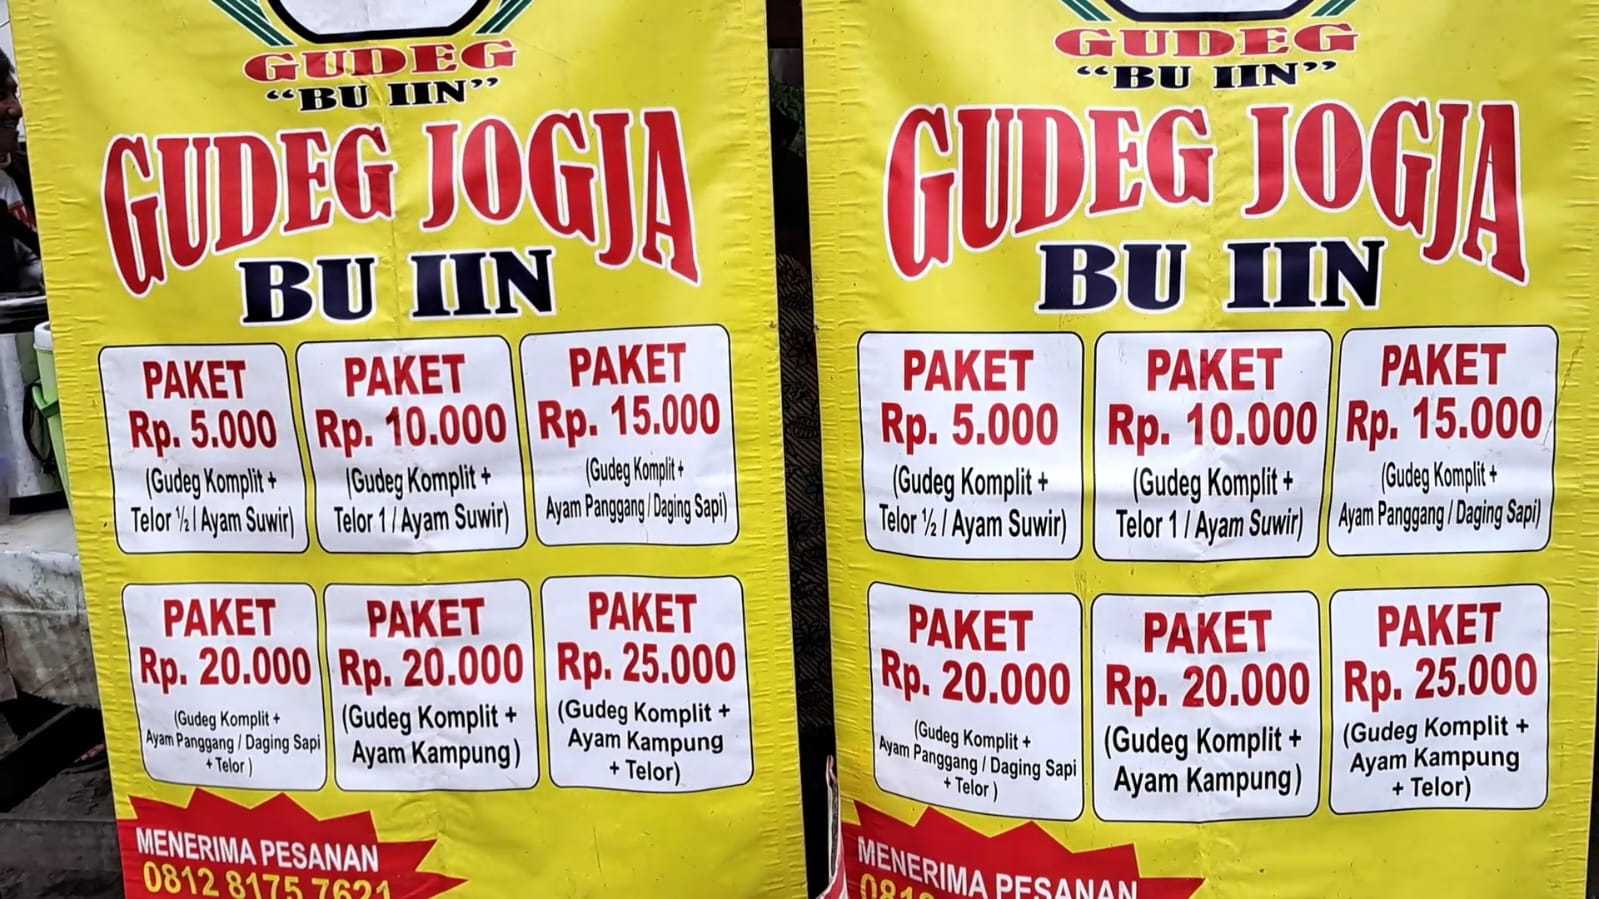 GUDEG
"BU IIN"
GUDEG JOGJA
BU IIN
PAKET
Rp. 5.000
(Gudeg Komplit +
Telor ½ / Ayam Suwir)
PAKET
Rp. 10.000
(Gudeg Komplit +
Telor 1 / Ayam Suwir)
PAKET
Rp. 15.000
(Gudeg Komplit +
Ayam Panggang / Daging Sapi)
PAKET
Rp. 20.000
(Gudeg Komplit +
Ayam Panggang / Daging Sapi
+ Telor )
PAKET
Rp. 20.000
(Gudeg Komplit +
Ayam Kampung)
PAKET
Rp. 25.000
(Gudeg Komplit +
Ayam Kampung
+ Telor)
MENERIMA PESANAN
0812 8175 7621
GUDEG
"BU IIN"
GUDEG JOGJA
BU IIN
PAKET
Rp. 5.000
(Gudeg Komplit +
Telor ½ / Ayam Suwir)
PAKET
Rp. 10.000
(Gudeg Komplit +
Telor 1 / Ayam Suwir)
PAKET
Rp. 15.000
(Gudeg Komplit +
Ayam Panggang / Daging Sapi)
PAKET
Rp. 20.000
(Gudeg Komplit +
Ayam Panggang / Daging Sapi
+ Telor )
PAKET
Rp. 20.000
(Gudeg Komplit +
Ayam Kampung)
PAKET
Rp. 25.000
(Gudeg Komplit +
Ayam Kampung
+ Telor)
MENERIMA PESANAN